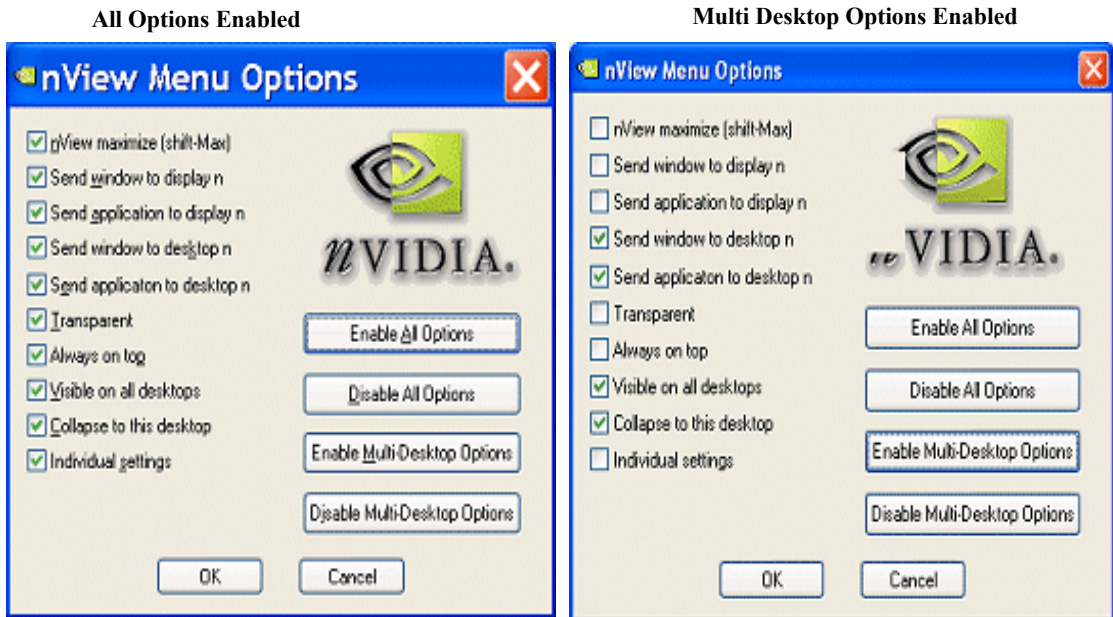 All Options Enabled
nView Menu Options
nView maximize (shift-Max)
Send window to display n
Send application to display n
Send window to desktop n
Send applicaton to desktop n
Transparent
Always on top
Visible on all desktops
Collapse to this desktop
Individual settings
nVIDIA.
Enable All Options
Disable All Options
Enable Multi-Desktop Options
Disable Multi-Desktop Options
OK
Cancel
Multi Desktop Options Enabled
nView Menu Options
nView maximize (shift-Max)
Send window to display n
Send application to display n
Send window to desktop n
Send applicaton to desktop n
Transparent
Always on top
Visible on all desktops
Collapse to this desktop
Individual settings
nVIDIA.
Enable All Options
Disable All Options
Enable Multi-Desktop Options
Disable Multi-Desktop Options
OK
Cancel